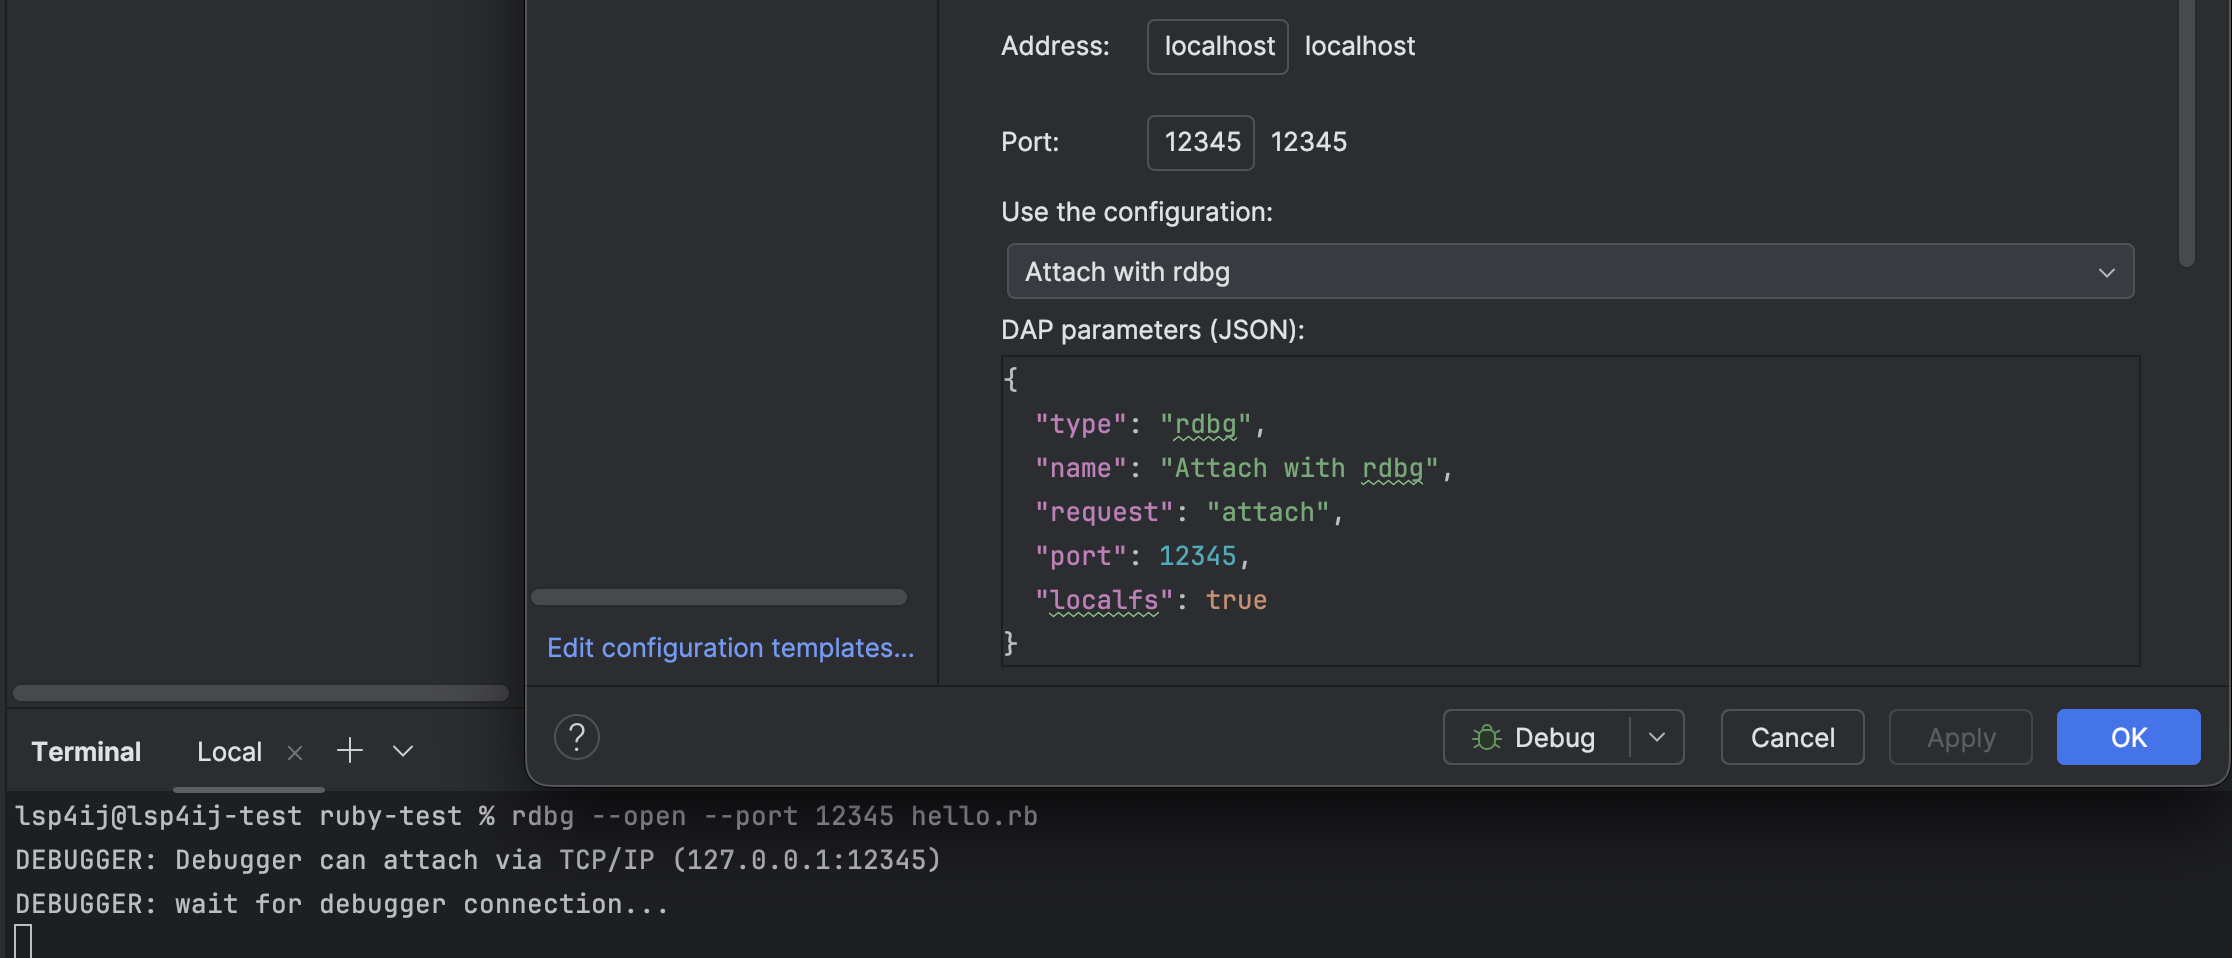 Address: localhost localhost
Port: 12345 12345
Use the configuration:
Attach with rdbg
DAP parameters (JSON):
{
"type": "rdbg",
"name": "Attach with rdbg",
"request": "attach",
"port": 12345,
"localfs": true
}
Edit configuration templates...
? Debug Cancel Apply OK
Terminal Local
lsp4ij@lsp4ij-test ruby-test % rdbg --open --port 12345 hello.rb
DEBUGGER: Debugger can attach via TCP/IP (127.0.0.1:12345)
DEBUGGER: wait for debugger connection...